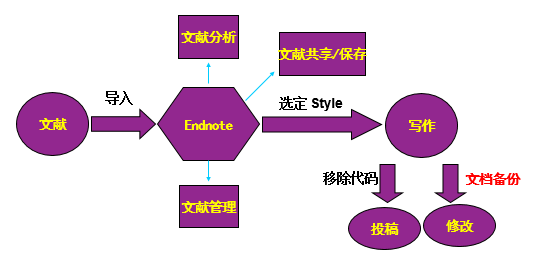 文献分析
文献共享/保存
导入
选定 Style
文献
Endnote
写作
移除代码
文档备份
文献管理
投稿
修改